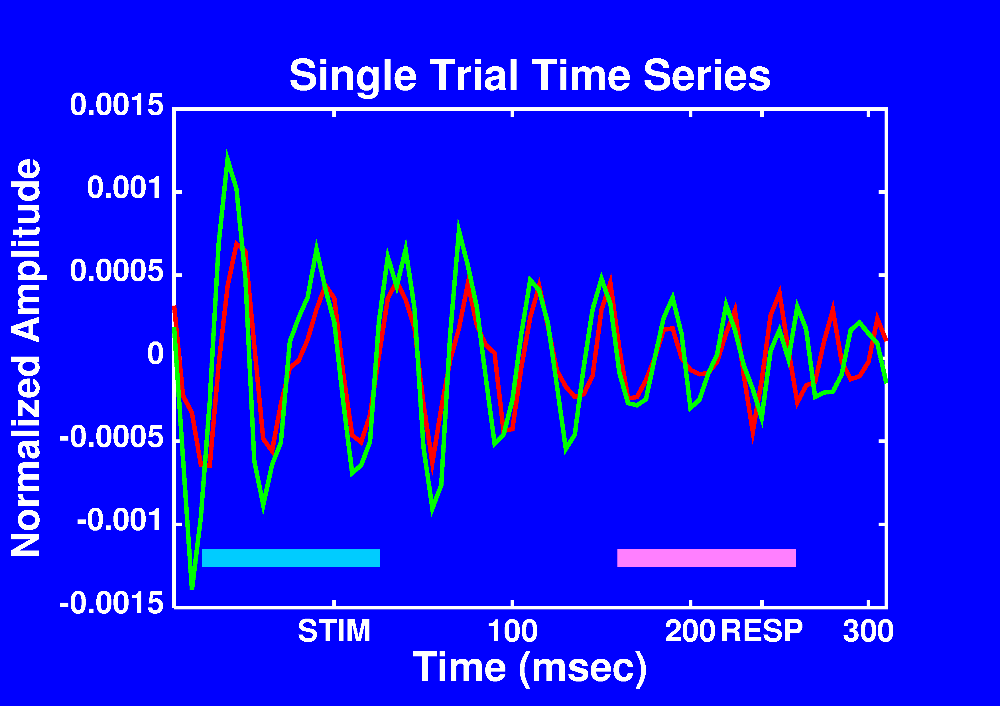 Single Trial Time Series
0.0015
0.001
0.0005
0
-0.0005
-0.001
-0.0015
Normalized Amplitude
STIM 100 200 RESP 300
Time (msec)